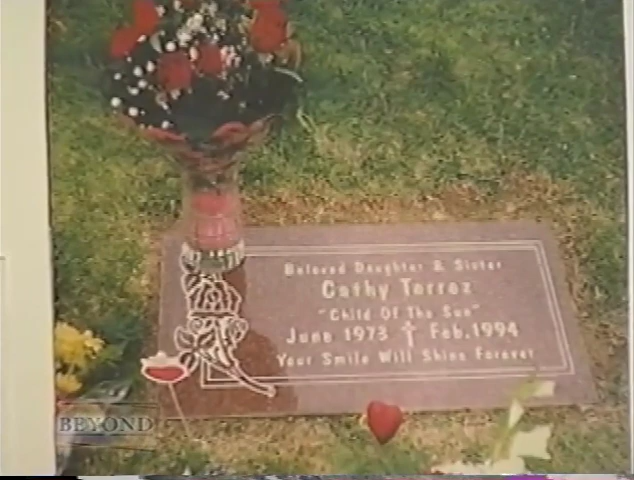 Beloved Daughter & Sister
Cathy Torrez
"Child Of The Sun"
June 1973 Feb. 1994
Your Smile Will Shine Forever
BEYOND